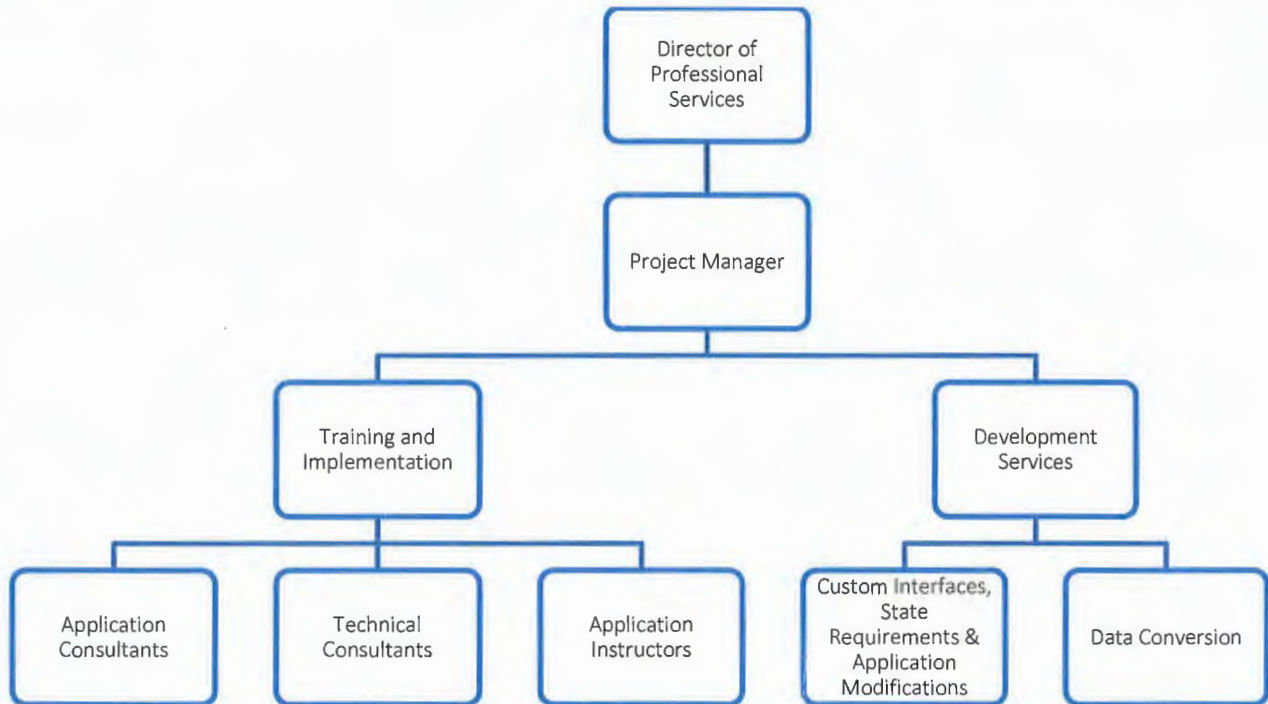 Director of
Professional
Services
Project Manager
Training and
Implementation
Development
Services
Application
Consultants
Technical
Consultants
Application
Instructors
Custom Interfaces,
State
Requirements &
Application
Modifications
Data Conversion